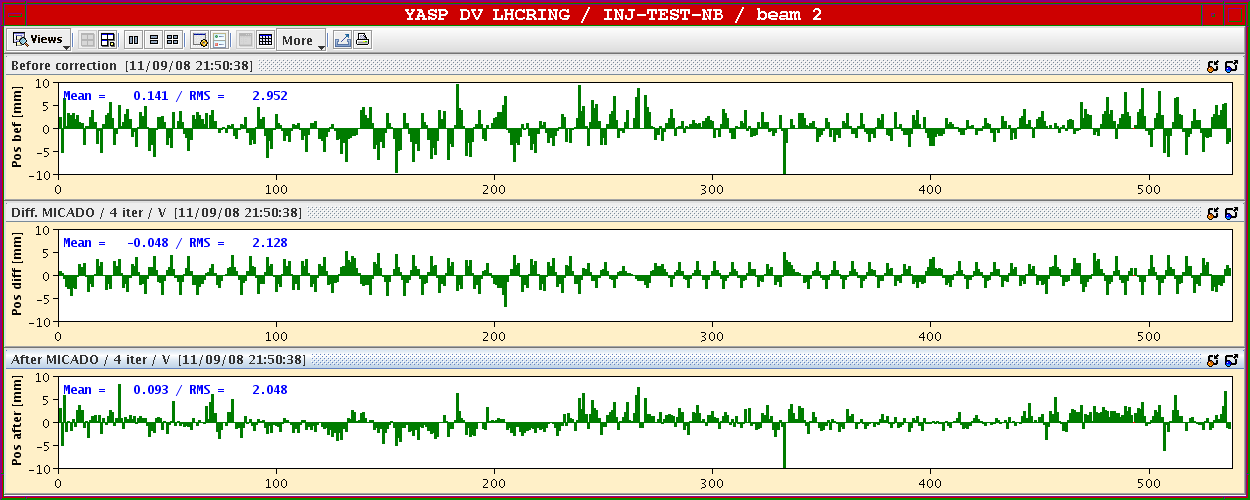 YASP DV LHCRING / INJ-TEST-NB / beam 2
Views More
Before correction [11/09/08 21:50:38]
Pos bef [mm]
Mean = 0.141 / RMS = 2.952
10
5
0
-5
-10
0 100 200 300 400 500
Diff. MICADO / 4 iter / V [11/09/08 21:50:38]
Pos diff [mm]
Mean = -0.048 / RMS = 2.128
10
5
0
-5
-10
0 100 200 300 400 500
After MICADO / 4 iter / V [11/09/08 21:50:38]
Pos after [mm]
Mean = 0.093 / RMS = 2.048
10
5
0
-5
-10
0 100 200 300 400 500